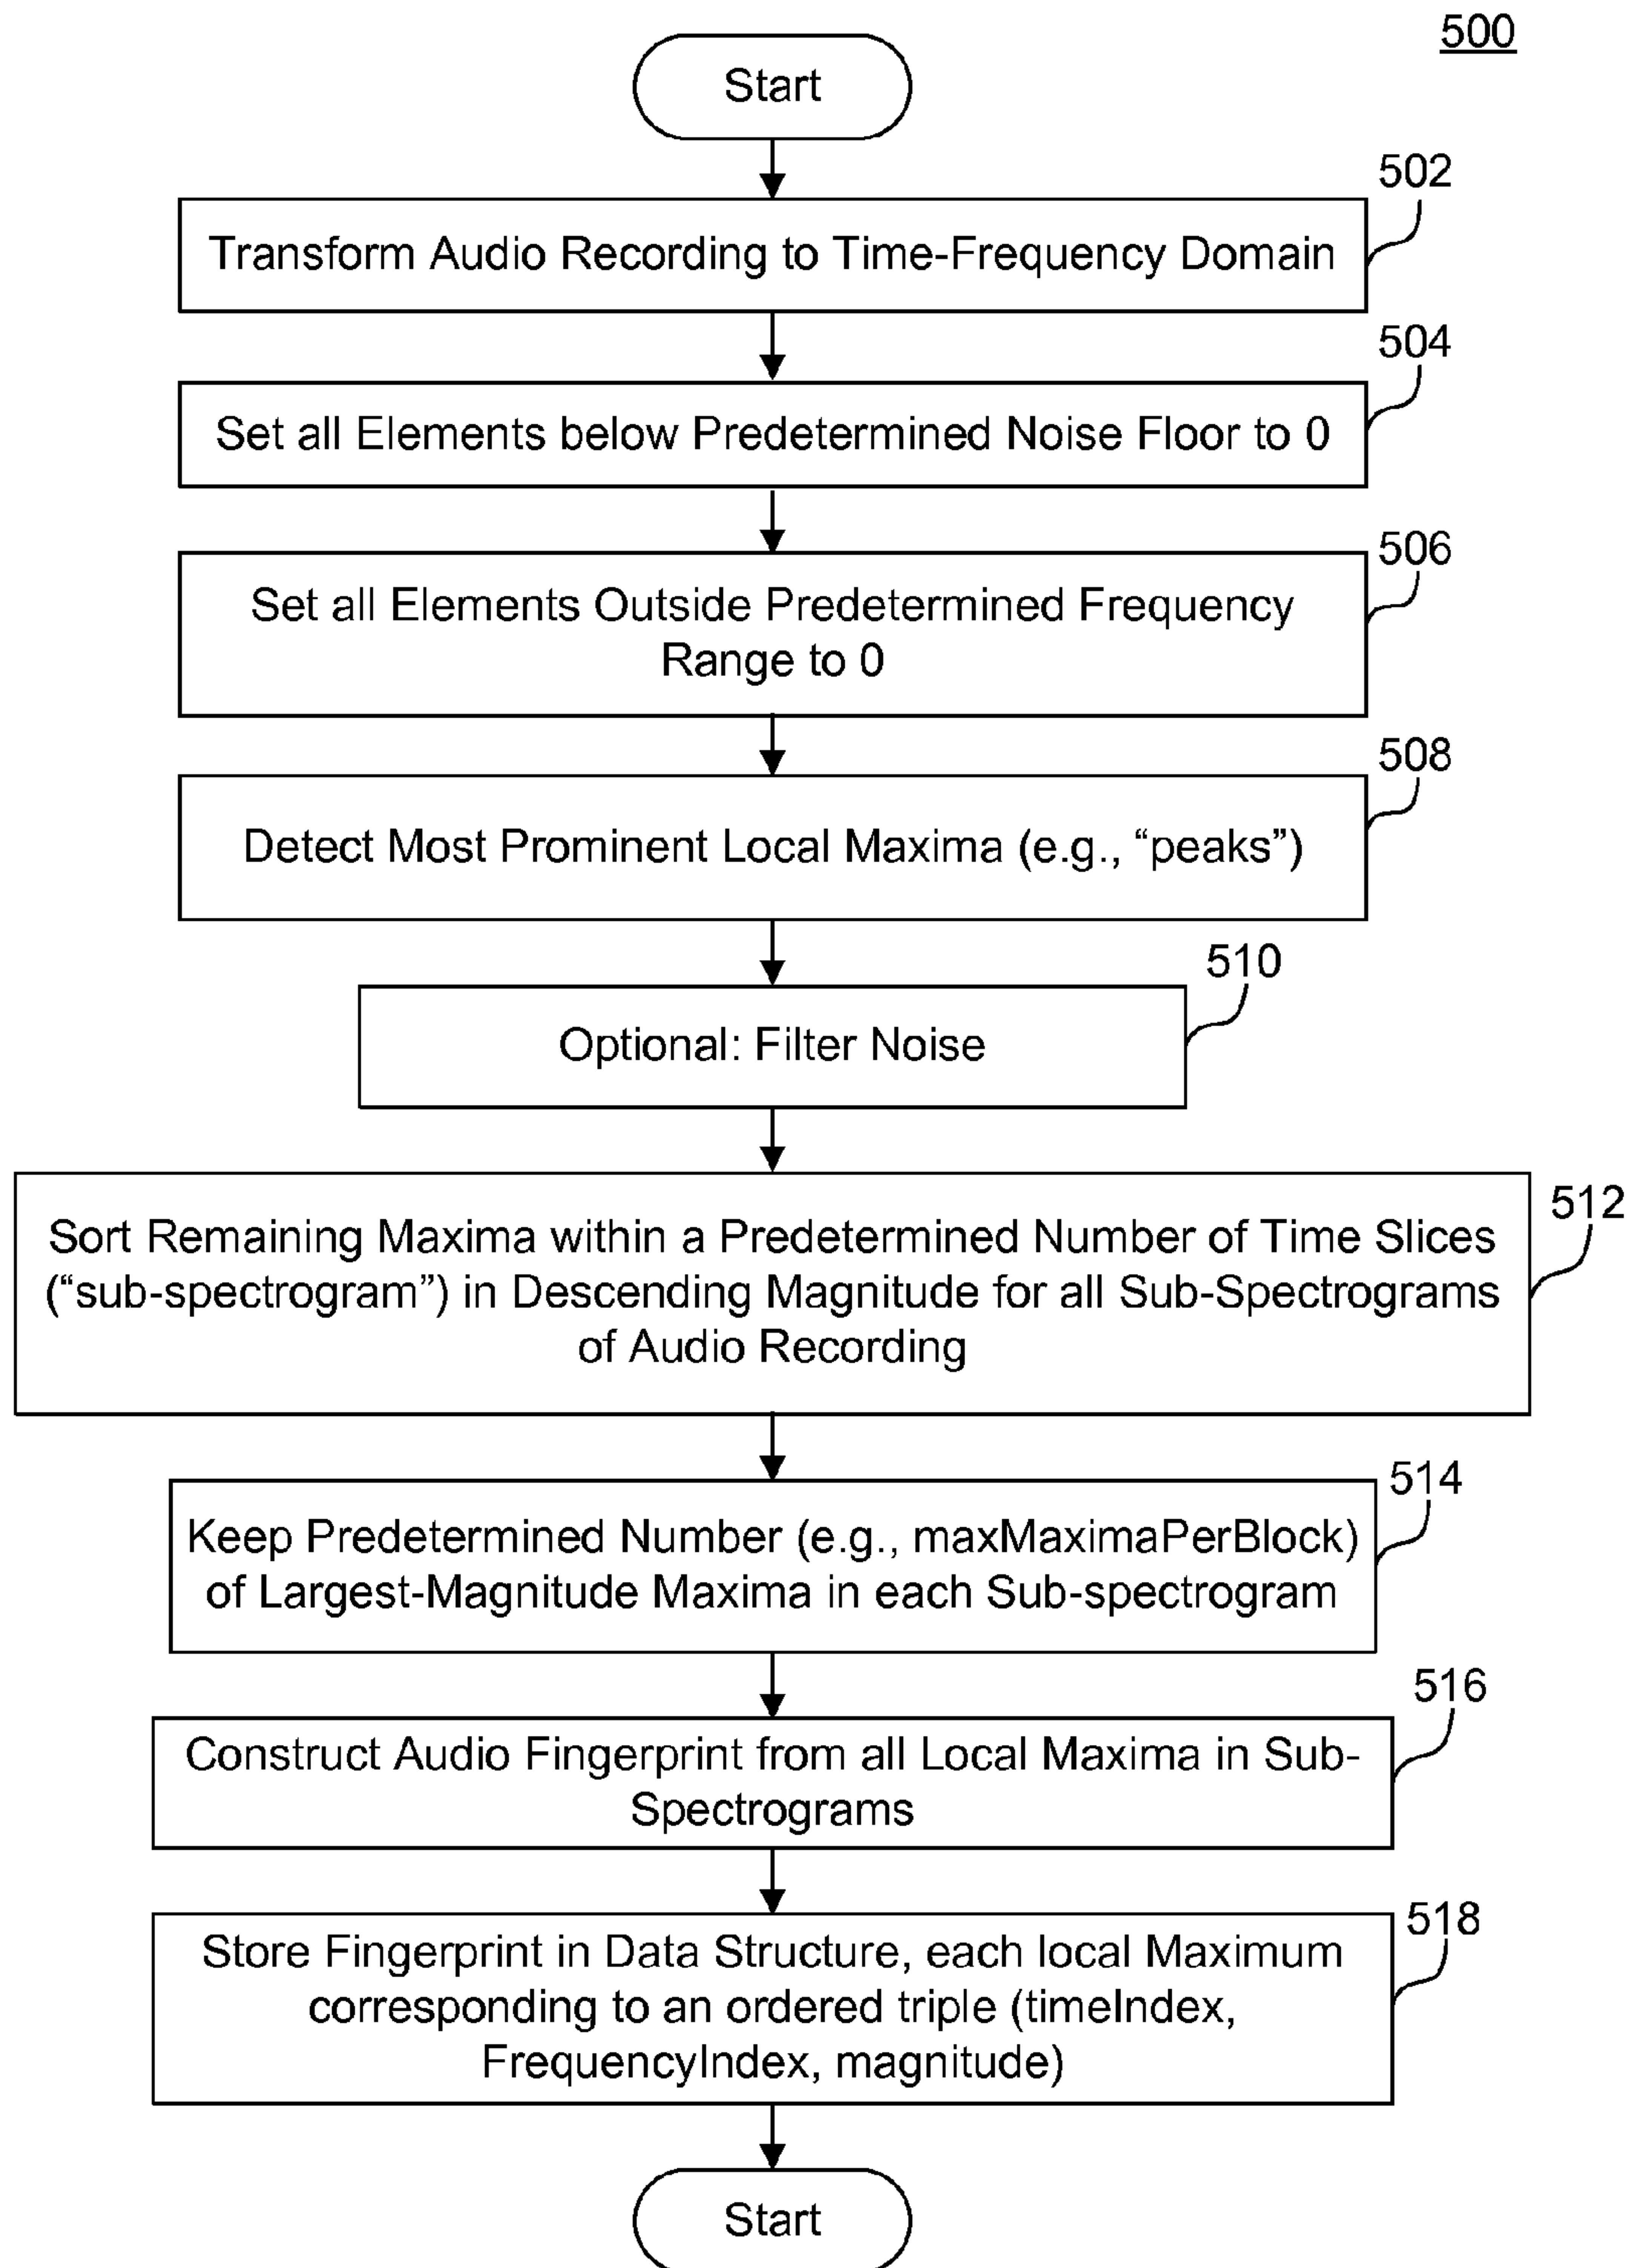 500
Start
502
Transform Audio Recording to Time-Frequency Domain
504
Set all Elements below Predetermined Noise Floor to 0
506
Set all Elements Outside Predetermined Frequency
Range to 0
508
Detect Most Prominent Local Maxima (e.g., “peaks”)
510
Optional: Filter Noise
512
Sort Remaining Maxima within a Predetermined Number of Time Slices
(“sub-spectrogram”) in Descending Magnitude for all Sub-Spectrograms
of Audio Recording
514
Keep Predetermined Number (e.g., maxMaximaPerBlock)
of Largest-Magnitude Maxima in each Sub-spectrogram
516
Construct Audio Fingerprint from all Local Maxima in Sub-
Spectrograms
518
Store Fingerprint in Data Structure, each local Maximum
corresponding to an ordered triple (timeIndex,
FrequencyIndex, magnitude)
Start